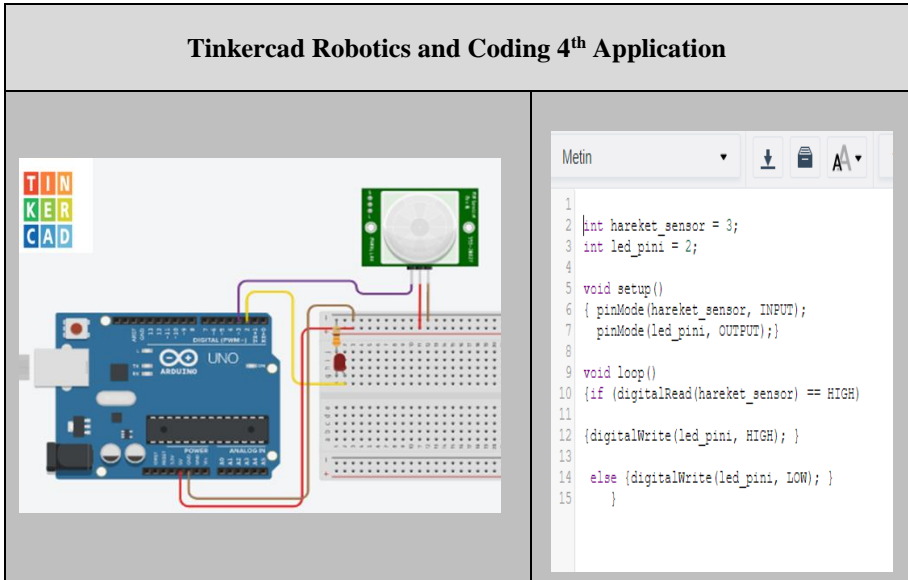 Tinkercad Robotics and Coding 4th Application
TIN
KER
CAD
DIGITAL (PWM~)
UNO
ARDUINO
POWER
ANALOG IN
Metin
AA
1
2 int hareket_sensor = 3;
3 int led_pini = 2;
4
5 void setup()
6 { pinMode(hareket_sensor, INPUT);
7 pinMode(led_pini, OUTPUT);}
8
9 void loop()
10 {if (digitalRead(hareket_sensor) == HIGH)
11
12 {digitalWrite(led_pini, HIGH); }
13
14 else {digitalWrite(led_pini, LOW); }
15 }